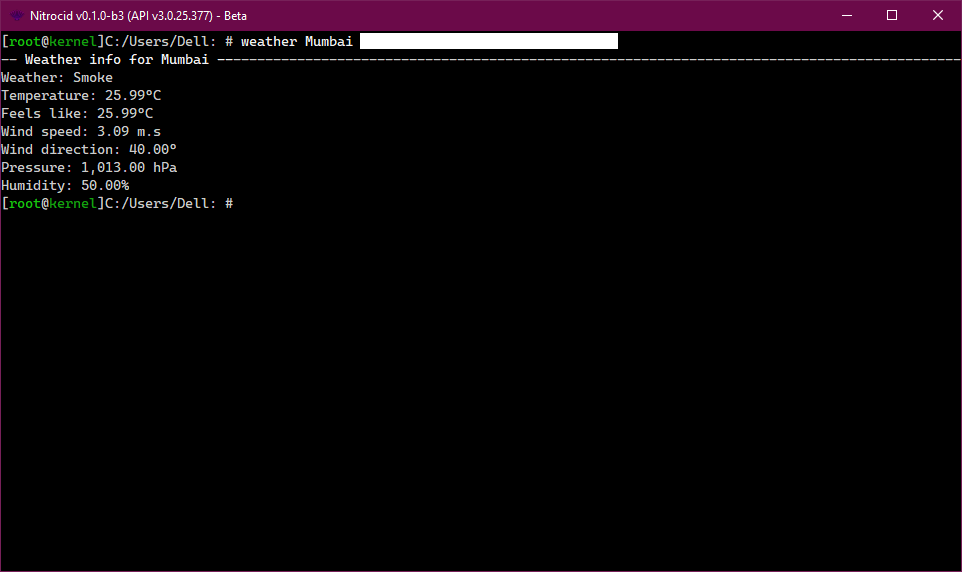 Nitrocid v0.1.0-b3 (API v3.0.25.377) - Beta
[root@kernel]C:/Users/Dell: # weather Mumbai
-- Weather info for Mumbai ---------------------------------------------------------------------------------------------
Weather: Smoke
Temperature: 25.99°C
Feels like: 25.99°C
Wind speed: 3.09 m.s
Wind direction: 40.00°
Pressure: 1,013.00 hPa
Humidity: 50.00%
[root@kernel]C:/Users/Dell: #